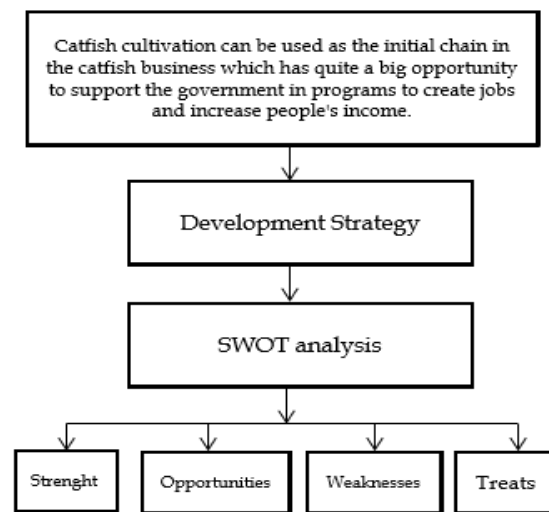 Catfish cultivation can be used as the initial chain in
the catfish business which has quite a big opportunity
to support the government in programs to create jobs
and increase people's income.
Development Strategy
SWOT analysis
Strenght
Opportunities
Weaknesses
Treats